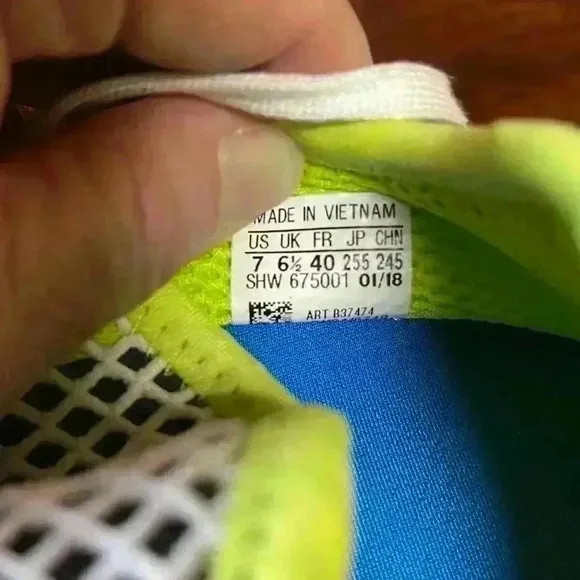 MADE IN VIETNAM
US UK FR JP CHN
7 6½ 40 255 245
SHW 675001 01/18
ART B37474